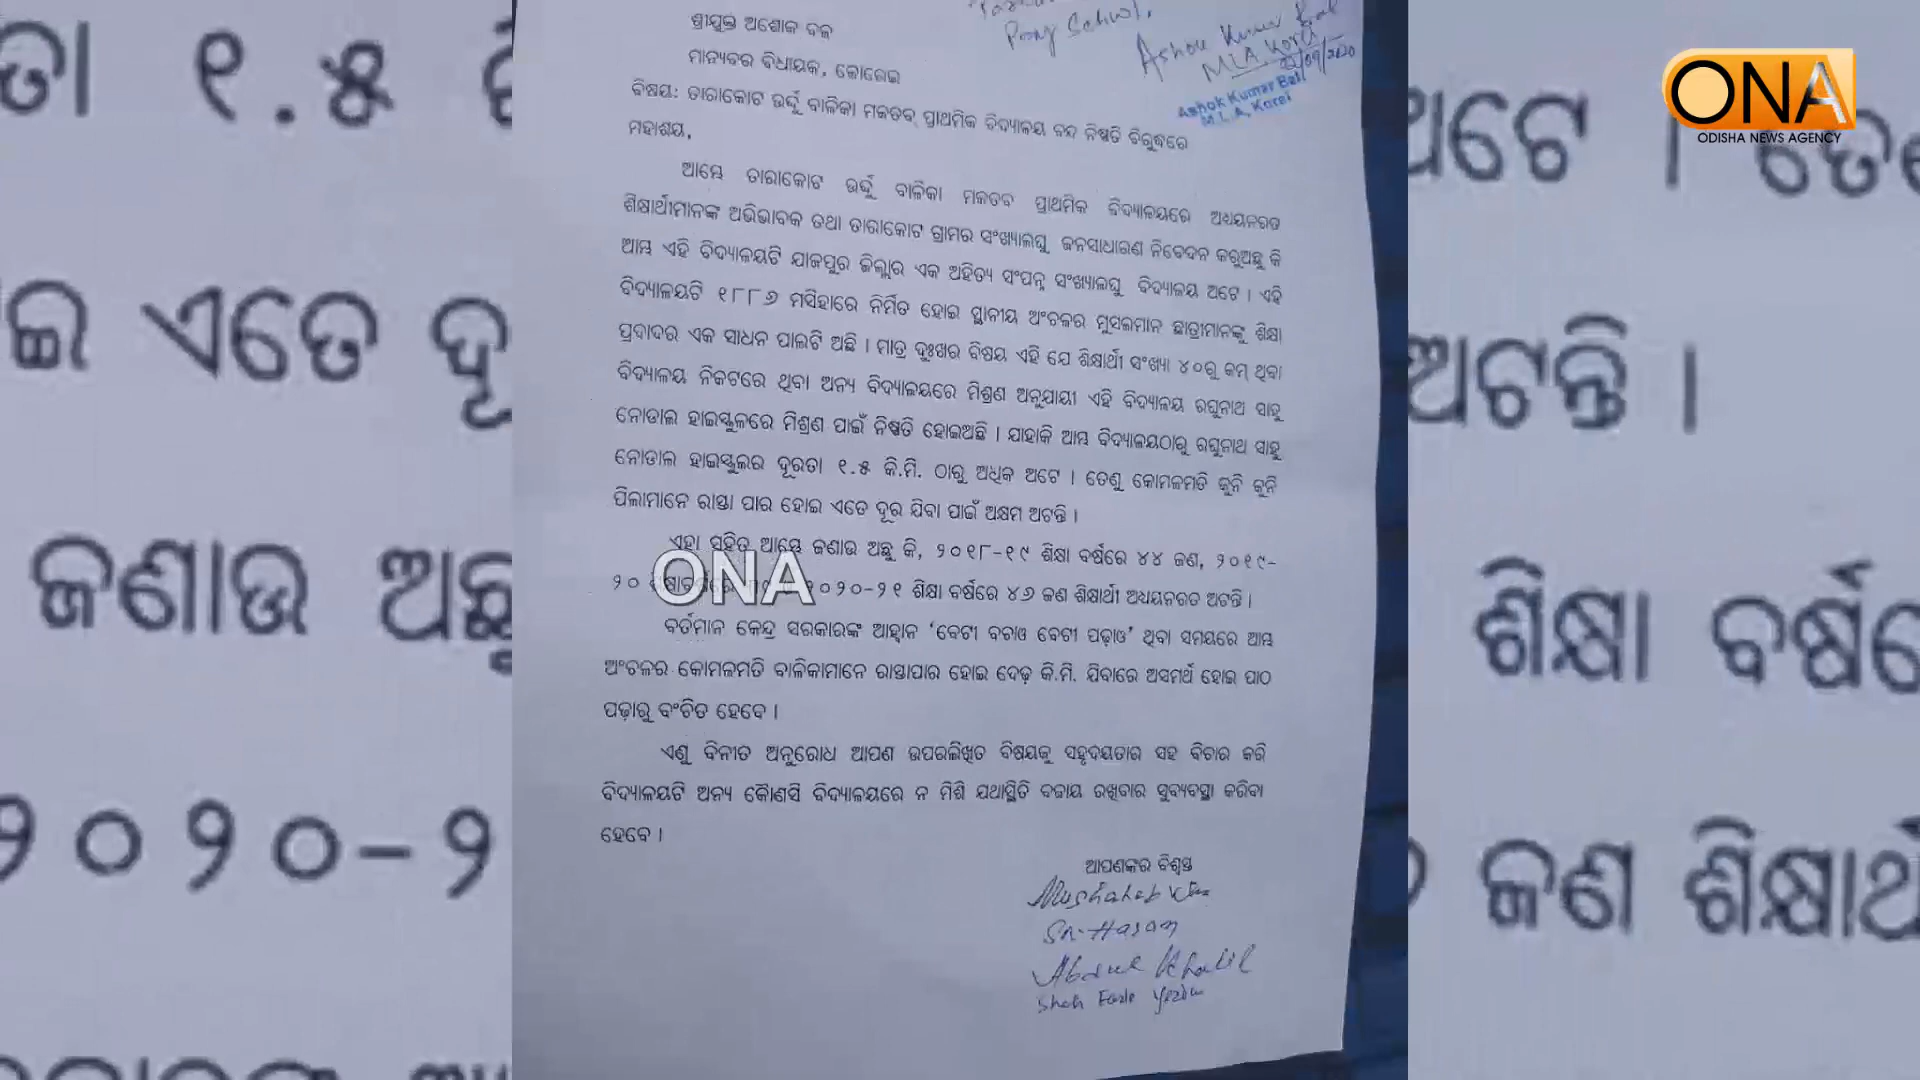 ଶ୍ରୀଯୁକ୍ତ ଅଶୋକ ବଳ
ମାନ୍ୟବର ବିଧାୟକ, କୋରେଇ
Ashok Kumar Bal
MLA Korei
Ashok Kumar Bal
M.L.A, Korei
ONA
ODISHA NEWS AGENCY
ବିଷୟ: ତାରାକୋଟ ଉର୍ଦ୍ଦୁ ବାଳିକା ମକତବ୍ ପ୍ରାଥମିକ ବିଦ୍ୟାଳୟ ବନ୍ଦ ନିଷ୍ପତି ବିରୁଦ୍ଧରେ
ମହାଶୟ,
ଆମ୍ଭେ ତାରାକୋଟ ଉର୍ଦ୍ଦୁ ବାଳିକା ମକତବ ପ୍ରାଥମିକ ବିଦ୍ୟାଳୟରେ ଅଧ୍ୟୟନରତ
ଶିକ୍ଷାର୍ଥୀମାନଙ୍କ ଅଭିଭାବକ ତଥା ତାରାକୋଟ ଗ୍ରାମର ସଂଖ୍ୟାଲଘୁ ଜନସାଧାରଣ ନିବେଦନ କରୁଅଛୁ କି
ଆମ୍ଭ ଏହି ବିଦ୍ୟାଳୟଟି ଯାଜପୁର ଜିଲ୍ଲାର ଏକ ଅହିତ୍ୟ ସଂପନ୍ନ ସଂଖ୍ୟାଲଘୁ ବିଦ୍ୟାଳୟ ଅଟେ । ଏହି
ବିଦ୍ୟାଳୟଟି ୧୮୮୬ ମସିହାରେ ନିର୍ମିତ ହୋଇ ସ୍ଥାନୀୟ ଅଂଚଳର ମୁସଲମାନ ଛାତ୍ରୀମାନଙ୍କୁ ଶିକ୍ଷା
ପ୍ରଦାଦର ଏକ ସାଧନ ପାଲଟି ଅଛି । ମାତ୍ର ଦୁଃଖର ବିଷୟ ଏହି ଯେ ଶିକ୍ଷାର୍ଥୀ ସଂଖ୍ୟା ୪୦ରୁ କମ୍ ଥିବା
ବିଦ୍ୟାଳୟ ନିକଟରେ ଥିବା ଅନ୍ୟ ବିଦ୍ୟାଳୟରେ ମିଶ୍ରଣ ଅନୁଯାୟୀ ଏହି ବିଦ୍ୟାଳୟ ରଘୁନାଥ ସାହୁ
ନୋଡାଲ ହାଇସ୍କୁଲରେ ମିଶ୍ରଣ ପାଇଁ ନିଷ୍ପତି ହୋଇଅଛି । ଯାହାକି ଆମ୍ଭ ବିଦ୍ୟାଳୟଠାରୁ ରଘୁନାଥ ସାହୁ
ନୋଡାଲ ହାଇସ୍କୁଲର ଦୂରତା ୧.୫ କି.ମି. ଠାରୁ ଅଧିକ ଅଟେ । ତେଣୁ କୋମଳମତି କୁନି କୁନି
ପିଲାମାନେ ରାସ୍ତା ପାର ହୋଇ ଏତେ ଦୂର ଯିବା ପାଇଁ ଅକ୍ଷମ ଅଟନ୍ତି ।
ଏହା ସହିତ ଆମ୍ଭେ ଜଣାଉ ଅଛୁ କି, ୨୦୧୮-୧୯ ଶିକ୍ଷା ବର୍ଷରେ ୪୪ ଜଣ, ୨୦୧୯-
୨୦ ୨୦୨୦-୨୧ ଶିକ୍ଷା ବର୍ଷରେ ୪୬ ଜଣ ଶିକ୍ଷାର୍ଥୀ ଅଧ୍ୟୟନରତ ଅଟନ୍ତି ।
ONA
ବର୍ତମାନ କେନ୍ଦ୍ର ସରକାରଙ୍କ ଆହ୍ୱାନ ‘ବେଟୀ ବଚାଓ ବେଟୀ ପଢ଼ାଓ’ ଥିବା ସମୟରେ ଆମ୍ଭ
ଅଂଚଳର କୋମଳମତି ବାଳିକାମାନେ ରାସ୍ତାପାର ହୋଇ ଦେଢ଼ କି.ମି. ଯିବାରେ ଅସମର୍ଥ ହୋଇ ପାଠ
ପଢ଼ାରୁ ବଂଚିତ ହେବେ ।
ଏଣୁ ବିନୀତ ଅନୁରୋଧ ଆପଣ ଉପରଲିଖିତ ବିଷୟକୁ ସହୃଦୟତାର ସହ ବିଚାର କରି
ବିଦ୍ୟାଳୟଟି ଅନ୍ୟ କୌଣସି ବିଦ୍ୟାଳୟରେ ନ ମିଶି ଯଥାସ୍ଥିତି ବଜାୟ ରଖିବାର ସୁବ୍ୟବସ୍ଥା କରିବା
ହେବେ ।
ଆପଣଙ୍କର ବିଶ୍ୱସ୍ତ
Sk. Hasan
Abdul Khalil